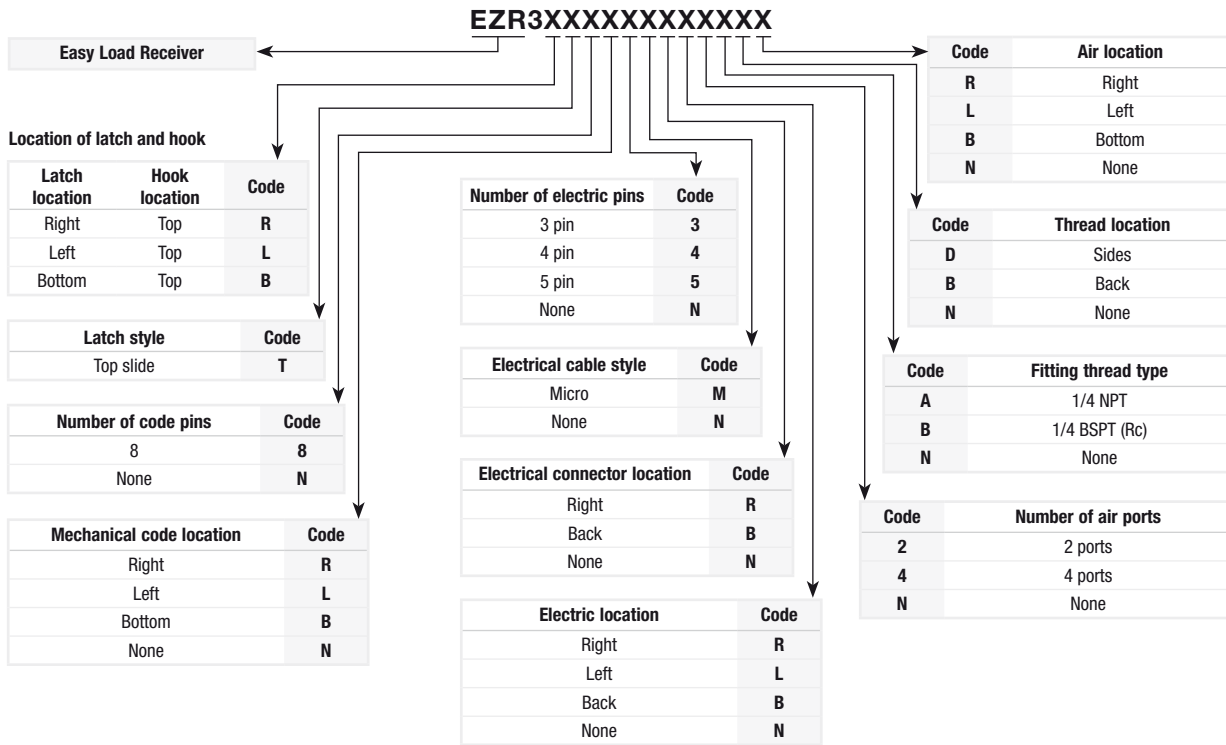 EZR3XXXXXXXXXXXX
Easy Load Receiver
Location of latch and hook
Latch location Hook location Code
Right Top R
Left Top L
Bottom Top B
Latch style Code
Top slide T
Number of code pins Code
8 8
None N
Mechanical code location Code
Right R
Left L
Bottom B
None N
Number of electric pins Code
3 pin 3
4 pin 4
5 pin 5
None N
Electrical cable style Code
Micro M
None N
Electrical connector location Code
Right R
Back B
None N
Electric location Code
Right R
Left L
Back B
None N
Code Air location
R Right
L Left
B Bottom
N None
Code Thread location
D Sides
B Back
N None
Code Fitting thread type
A 1/4 NPT
B 1/4 BSPT (Rc)
N None
Code Number of air ports
2 2 ports
4 4 ports
N None